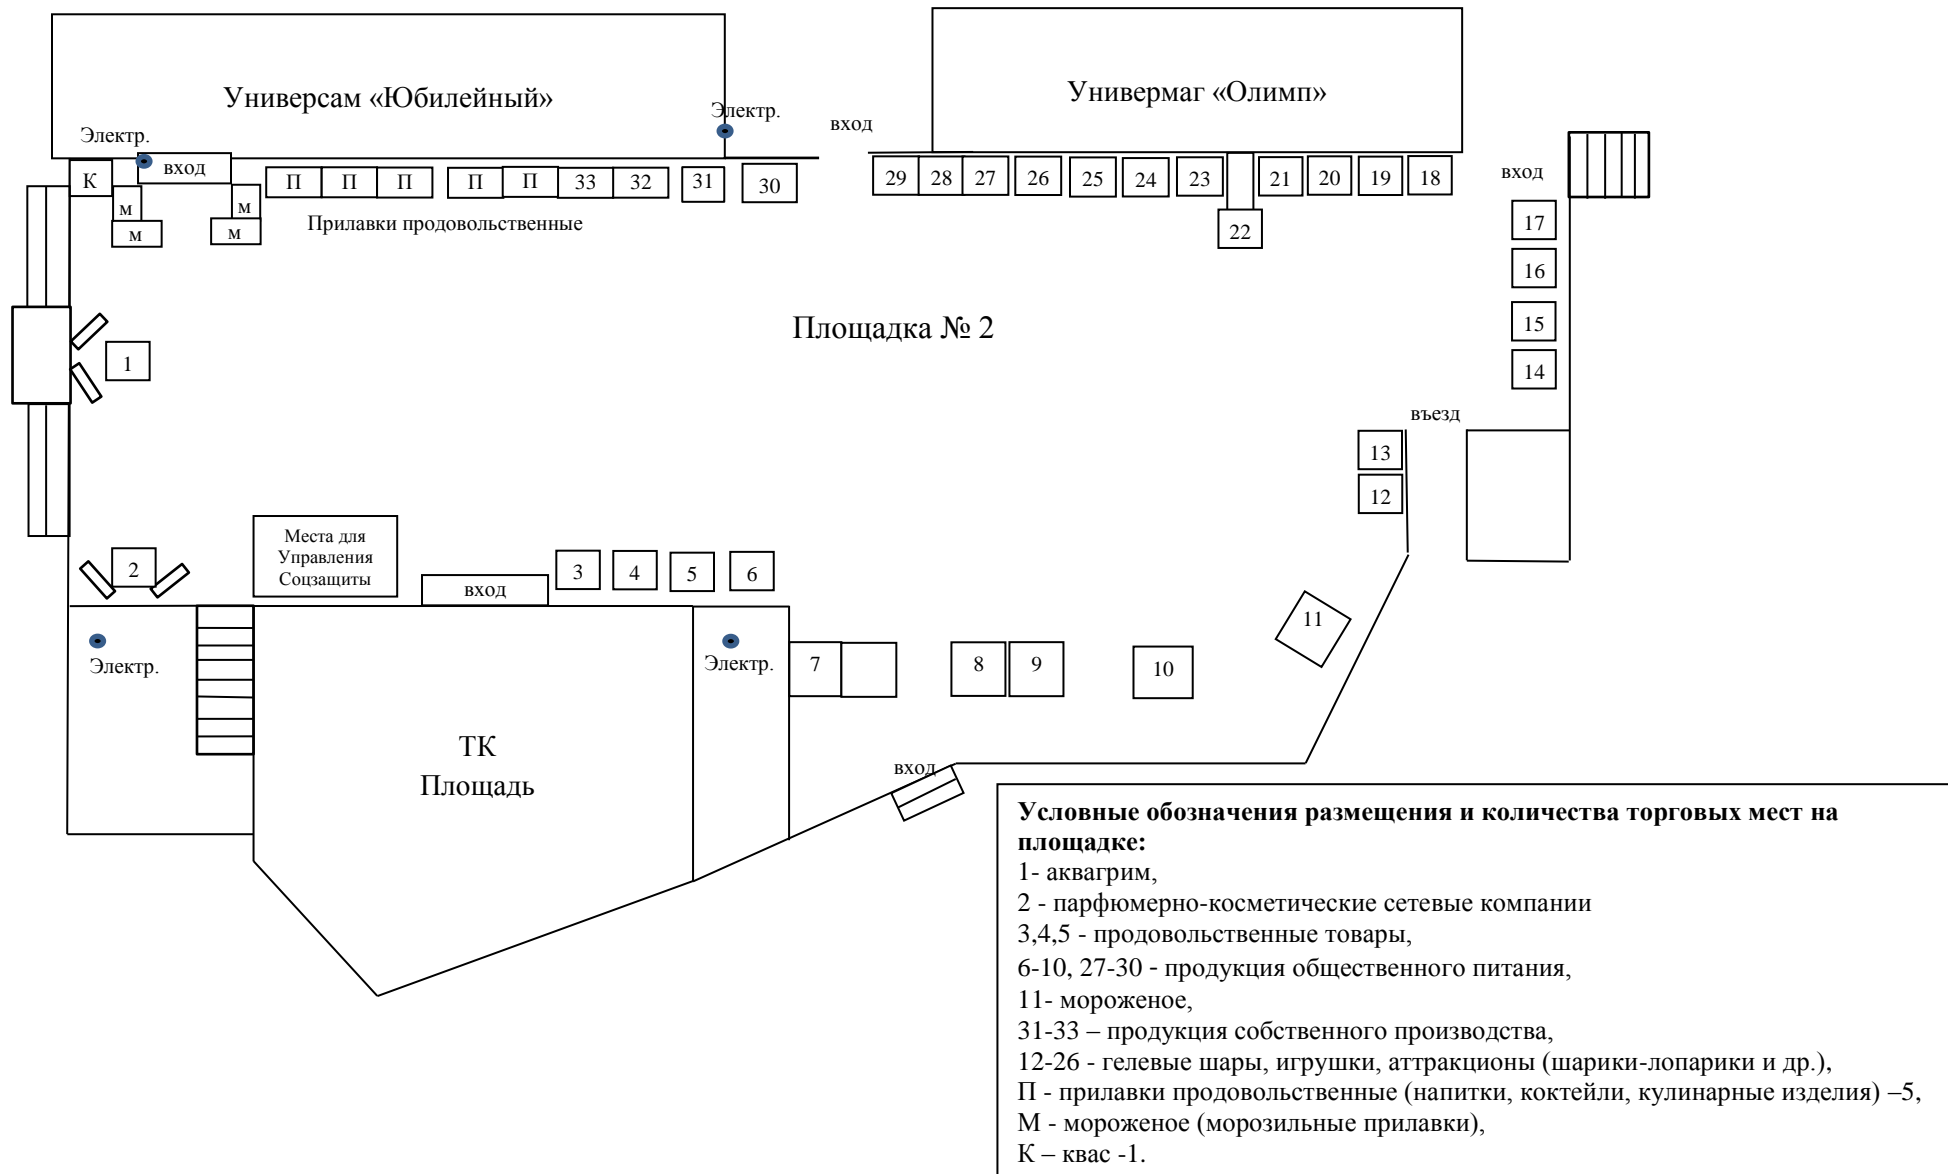 Универсам «Юбилейный»
Универмаг «Олимп»
Электр.
Электр.
вход
вход
вход
К
П
П
П
П
П
33
32
31
30
29
28
27
26
25
24
23
21
20
19
18
м
м
м
м
Прилавки продовольственные
22
17
16
15
14
Площадка № 2
1
въезд
13
12
Места для
Управления
Соцзащиты
2
вход
3
4
5
6
11
Электр.
Электр.
7
8
9
10
ТК
Площадь
вход
Условные обозначения размещения и количества торговых мест на
площадке:
1- аквагрим,
2 - парфюмерно-косметические сетевые компании
3,4,5 - продовольственные товары,
6-10, 27-30 - продукция общественного питания,
11- мороженое,
31-33 – продукция собственного производства,
12-26 - гелевые шары, игрушки, аттракционы (шарики-лопарики и др.),
П - прилавки продовольственные (напитки, коктейли, кулинарные изделия) –5,
М - мороженое (морозильные прилавки),
К – квас -1.